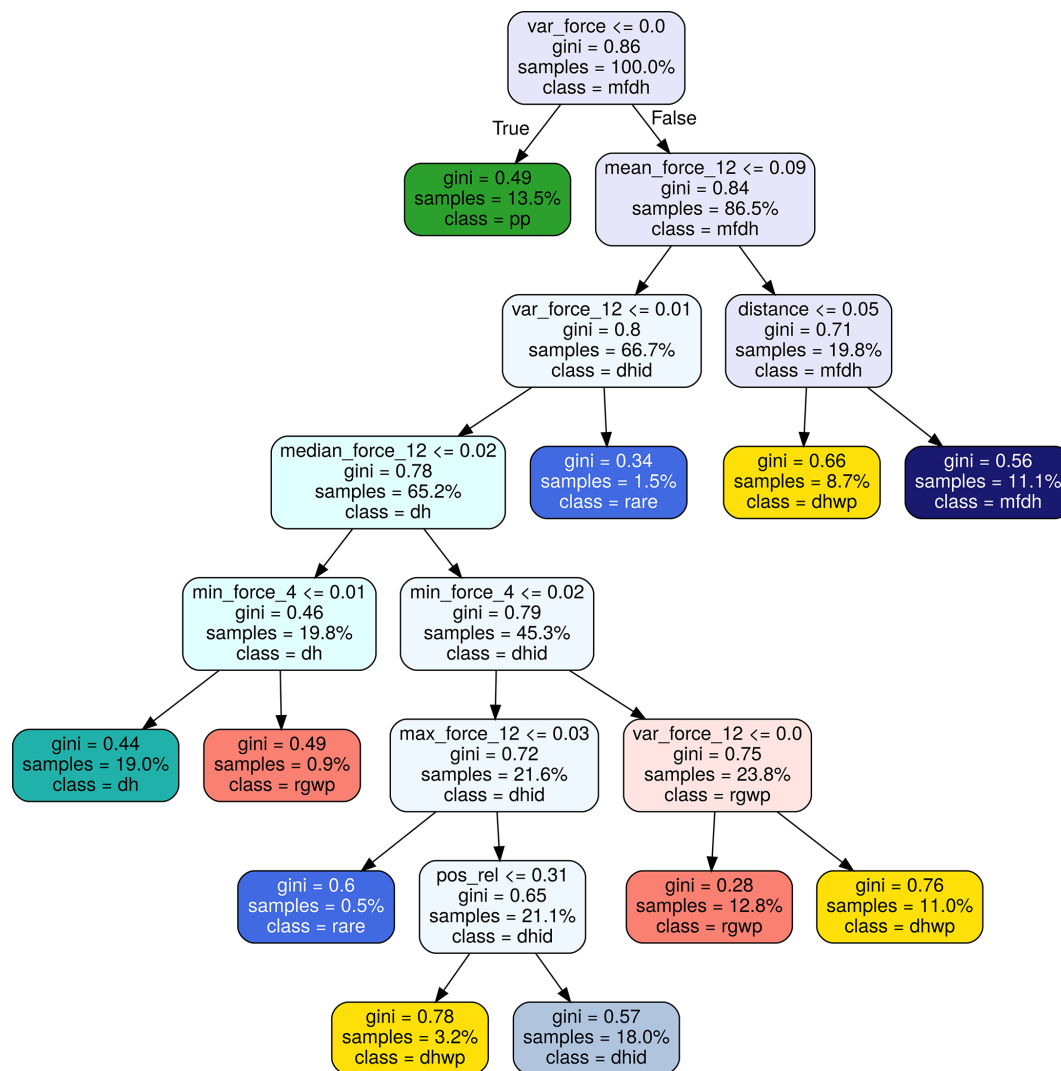 var_force <= 0.0
gini = 0.86
samples = 100.0%
class = mfdh
True
False
gini = 0.49
samples = 13.5%
class = pp
mean_force_12 <= 0.09
gini = 0.84
samples = 86.5%
class = mfdh
var_force_12 <= 0.01
gini = 0.8
samples = 66.7%
class = dhid
distance <= 0.05
gini = 0.71
samples = 19.8%
class = mfdh
median_force_12 <= 0.02
gini = 0.78
samples = 65.2%
class = dh
gini = 0.34
samples = 1.5%
class = rare
gini = 0.66
samples = 8.7%
class = dhwp
gini = 0.56
samples = 11.1%
class = mfdh
min_force_4 <= 0.01
gini = 0.46
samples = 19.8%
class = dh
min_force_4 <= 0.02
gini = 0.79
samples = 45.3%
class = dhid
gini = 0.44
samples = 19.0%
class = dh
gini = 0.49
samples = 0.9%
class = rgwp
max_force_12 <= 0.03
gini = 0.72
samples = 21.6%
class = dhid
var_force_12 <= 0.0
gini = 0.75
samples = 23.8%
class = rgwp
gini = 0.6
samples = 0.5%
class = rare
pos_rel <= 0.31
gini = 0.65
samples = 21.1%
class = dhid
gini = 0.28
samples = 12.8%
class = rgwp
gini = 0.76
samples = 11.0%
class = dhwp
gini = 0.78
samples = 3.2%
class = dhwp
gini = 0.57
samples = 18.0%
class = dhid